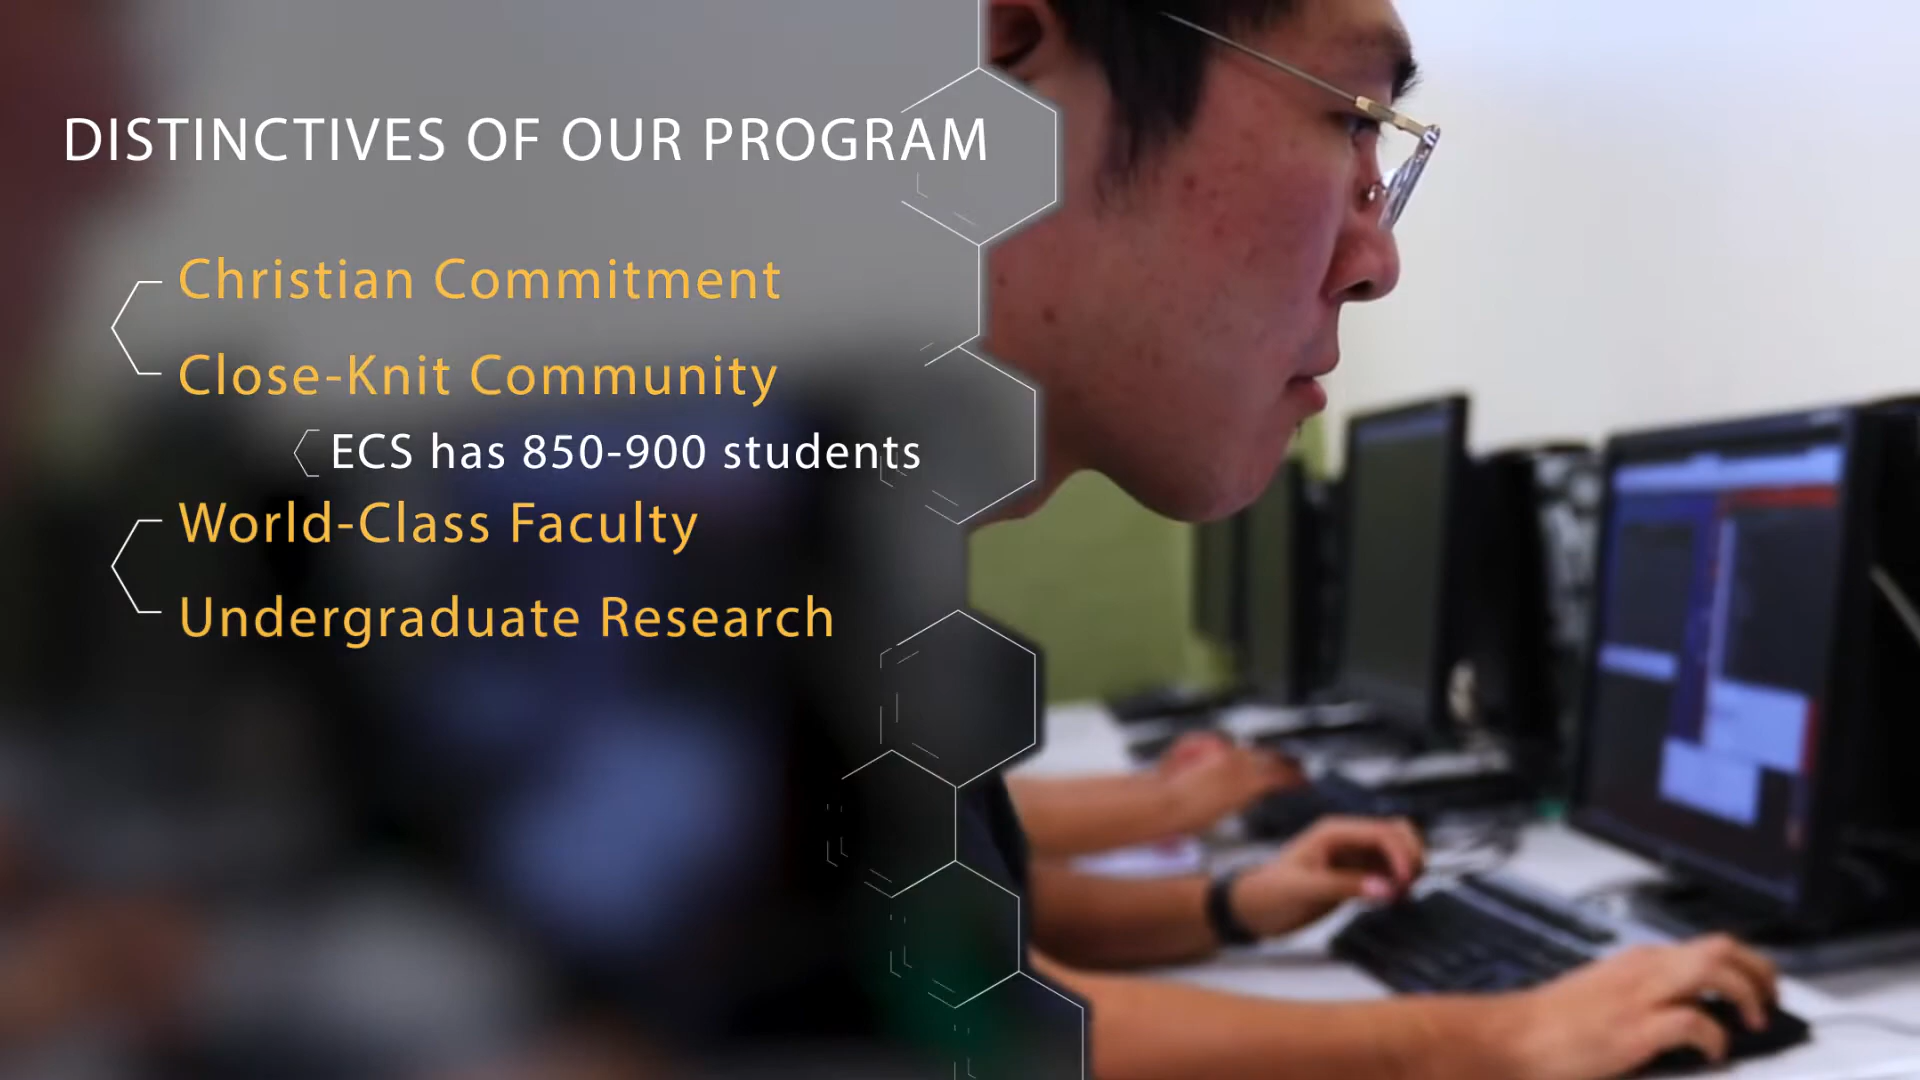 DISTINCTIVES OF OUR PROGRAM
Christian Commitment
Close-Knit Community
ECS has 850-900 students
World-Class Faculty
Undergraduate Research